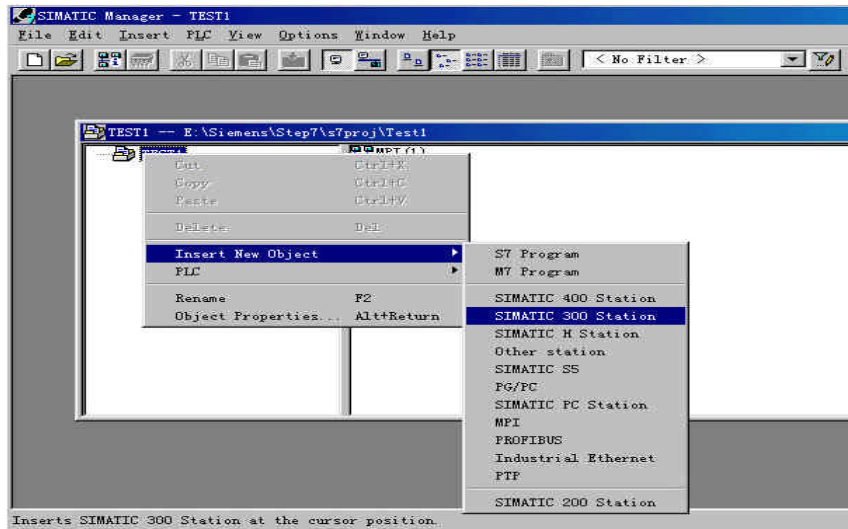 SIMATIC Manager - TEST1
File Edit Insert PLC View Options Window Help
< No Filter >
TEST1 -- E:\Siemens\Step7\s7proj\Test1
MPI(1)
Cut Ctrl+X
Copy Ctrl+C
Paste Ctrl+V
Delete Del
Insert New Object
PLC
Rename F2
Object Properties... Alt+Return
S7 Program
M7 Program
SIMATIC 400 Station
SIMATIC 300 Station
SIMATIC H Station
Other station
SIMATIC S5
PG/PC
SIMATIC PC Station
MPI
PROFIBUS
Industrial Ethernet
PTP
SIMATIC 200 Station
Inserts SIMATIC 300 Station at the cursor position.